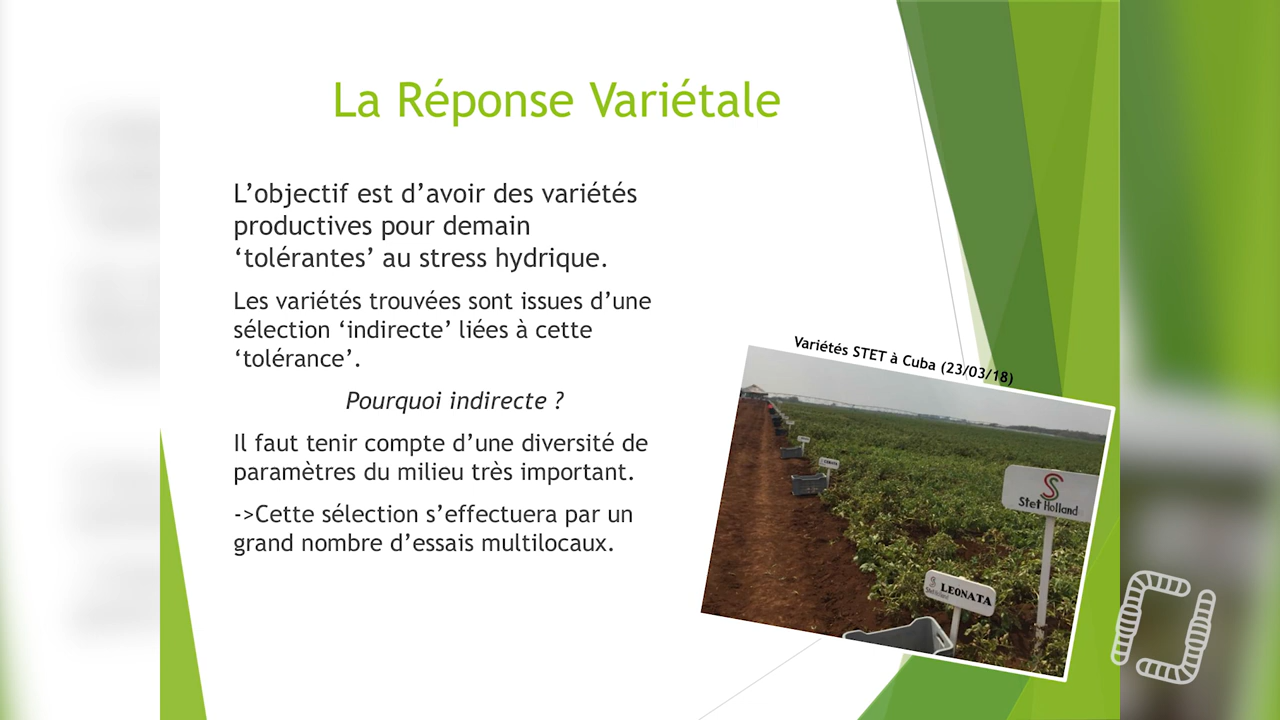 La Réponse Variétale
L’objectif est d’avoir des variétés
productives pour demain
‘tolérantes’ au stress hydrique.
Les variétés trouvées sont issues d’une
sélection ‘indirecte’ liées à cette
‘tolérance’.
Pourquoi indirecte ?
Il faut tenir compte d’une diversité de
paramètres du milieu très important.
->Cette sélection s’effectuera par un
grand nombre d’essais multilocaux.
Variétés STET à Cuba (23/03/18)
Stet Holland
LEONATA